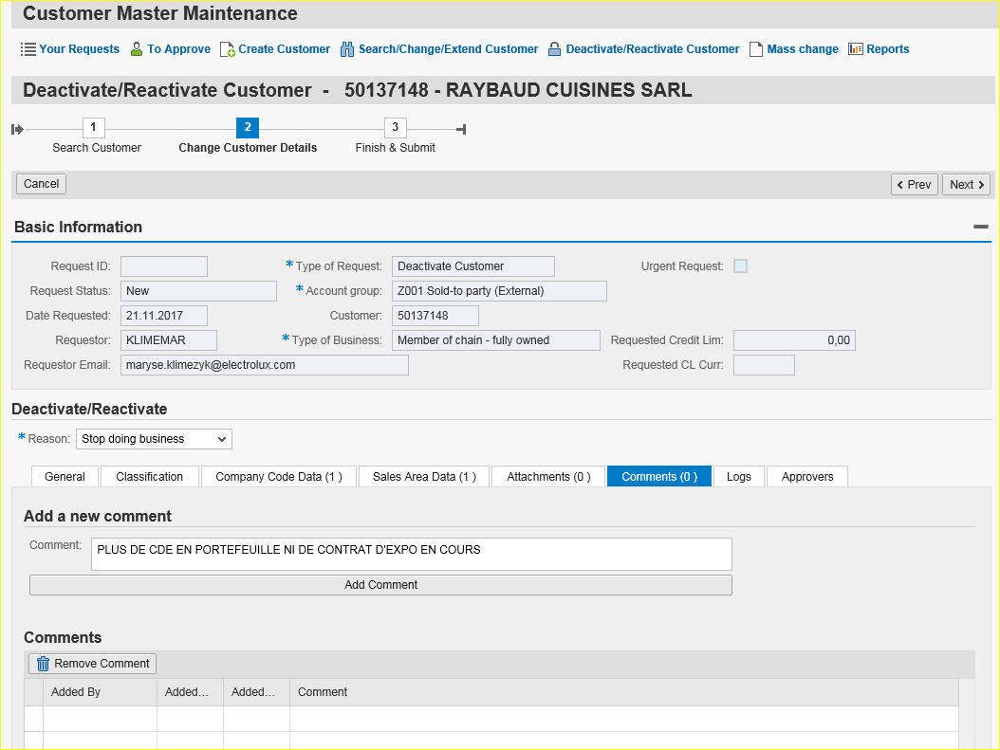 Customer Master Maintenance
Your Requests To Approve Create Customer Search/Change/Extend Customer Deactivate/Reactivate Customer Mass change Reports
Deactivate/Reactivate Customer - 50137148 - RAYBAUD CUISINES SARL
1 2 3
Search Customer Change Customer Details Finish & Submit
Cancel Prev Next
Basic Information
Request ID: * Type of Request: Deactivate Customer Urgent Request:
Request Status: New * Account group: Z001 Sold-to party (External)
Date Requested: 21.11.2017 Customer: 50137148
Requestor: KLIMEMAR * Type of Business: Member of chain - fully owned Requested Credit Lim: 0,00
Requestor Email: maryse.klimezyk@electrolux.com Requested CL Curr:
Deactivate/Reactivate
* Reason: Stop doing business
General Classification Company Code Data (1 ) Sales Area Data (1 ) Attachments (0 ) Comments (0 ) Logs Approvers
Add a new comment
Comment: PLUS DE CDE EN PORTEFEUILLE NI DE CONTRAT D'EXPO EN COURS
Add Comment
Comments
Remove Comment
Added By Added... Added... Comment